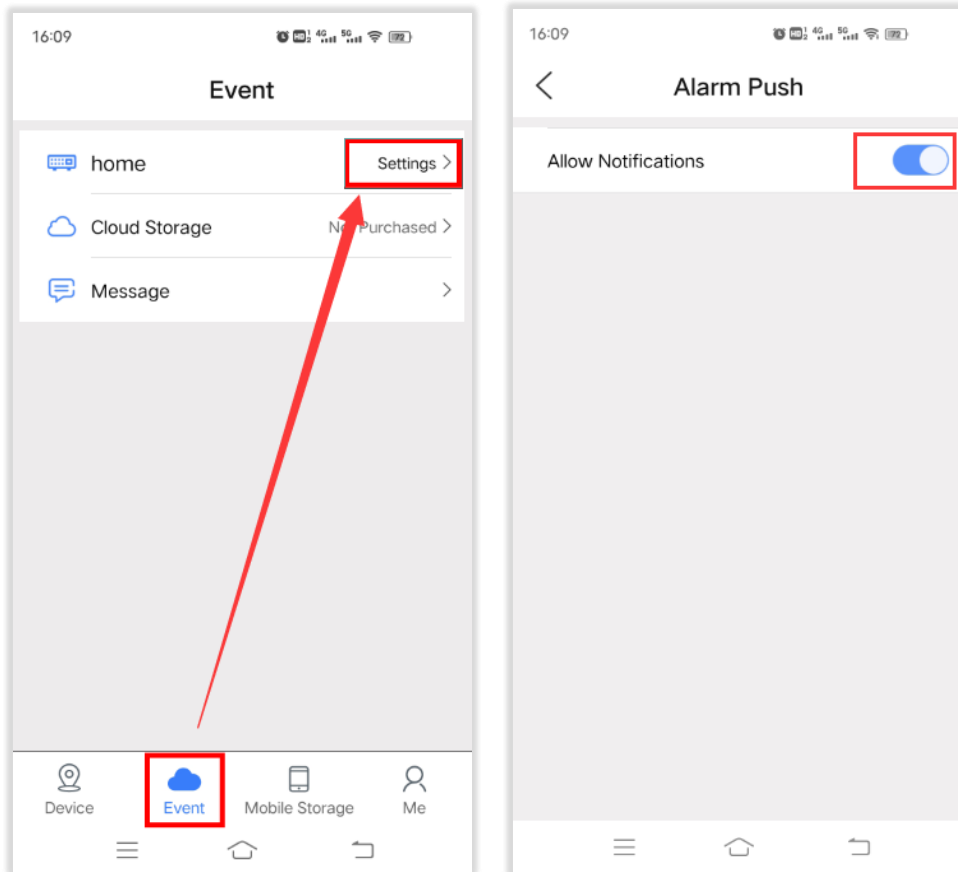 16:09
Event
home
Settings
Cloud Storage
Not Purchased
Message
Device
Event
Mobile Storage
Me
16:09
Alarm Push
Allow Notifications